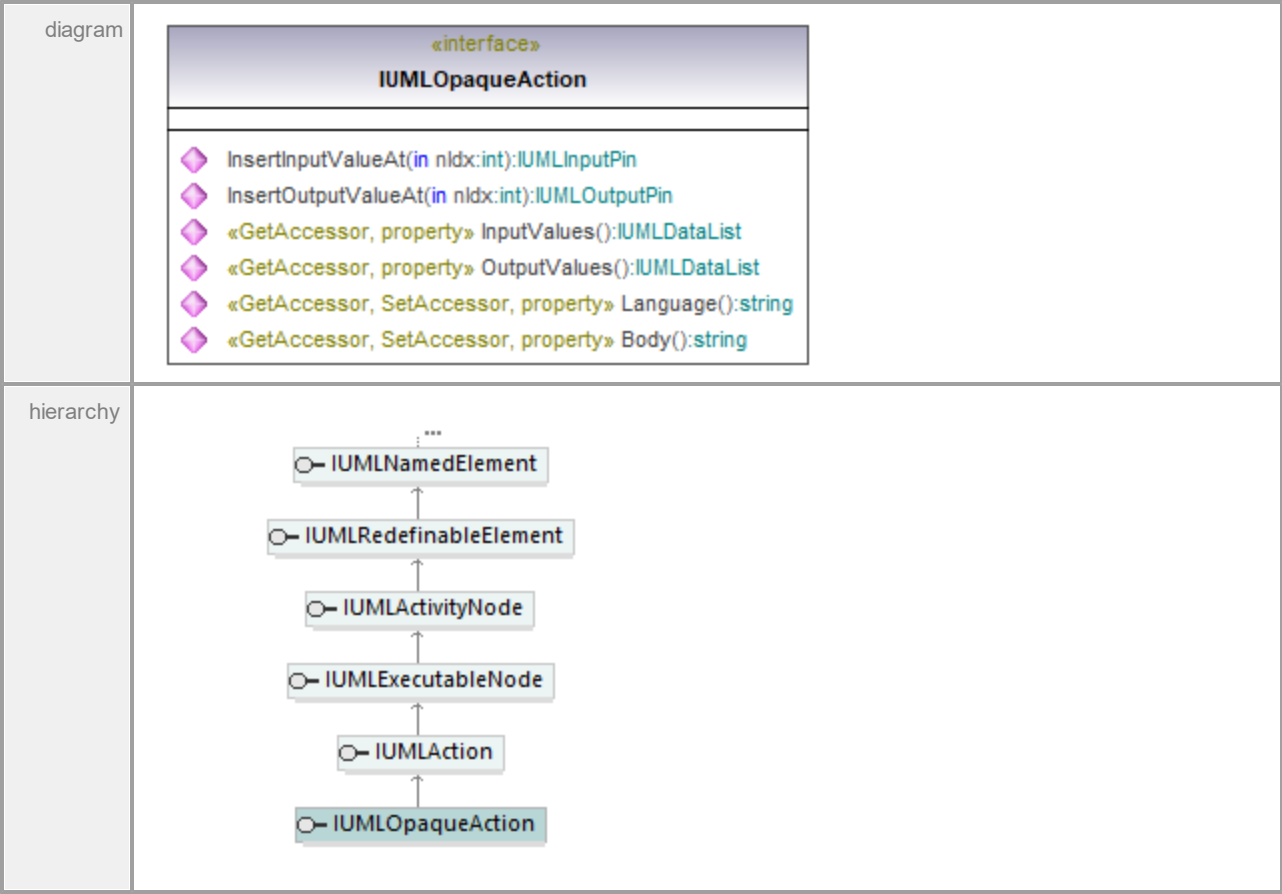 diagram
«interface»
IUMLOpaqueAction
InsertInputValueAt(in nIdx:int):IUMLInputPin
InsertOutputValueAt(in nIdx:int):IUMLOutputPin
«GetAccessor, property» InputValues():IUMLDataList
«GetAccessor, property» OutputValues():IUMLDataList
«GetAccessor, SetAccessor, property» Language():string
«GetAccessor, SetAccessor, property» Body():string
hierarchy
...
IUMLNamedElement
IUMLRedefinableElement
IUMLActivityNode
IUMLExecutableNode
IUMLAction
IUMLOpaqueAction